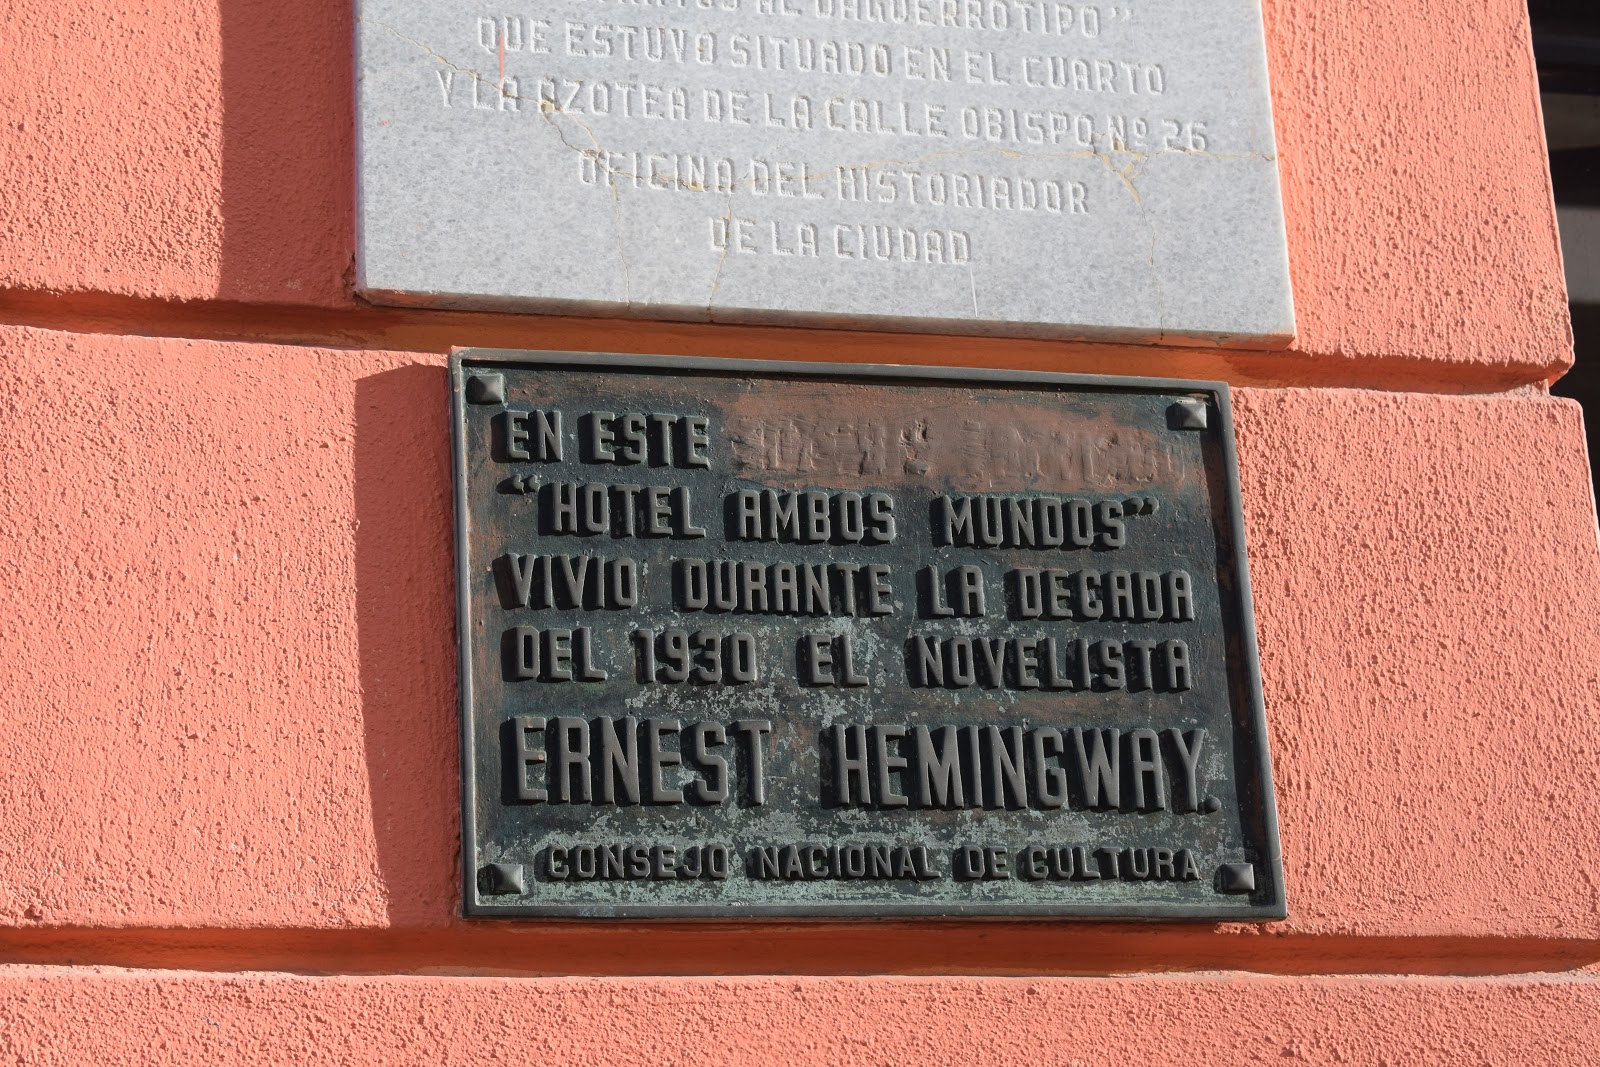 AL DAGUERROTIPO"
QUE ESTUVO SITUADO EN EL CUARTO
Y LA AZOTEA DE LA CALLE OBISPO Nº 26
OFICINA DEL HISTORIADOR
DE LA CIUDAD
EN ESTE
"HOTEL AMBOS MUNDOS"
VIVIO DURANTE LA DECADA
DEL 1930 EL NOVELISTA
ERNEST HEMINGWAY.
CONSEJO NACIONAL DE CULTURA